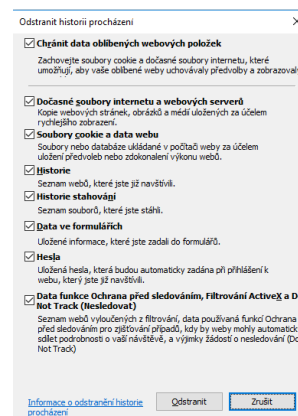 Odstranit historii procházení
Chránit data oblíbených webových položek
Zachovejte soubory cookie a dočasné soubory internetu, které
umožňují, aby vaše oblíbené weby uchovávaly předvolby a zobrazovaly
Dočasné soubory internetu a webových serverů
Kopie webových stránek, obrázků a médií uložených za účelem
rychlejšího zobrazení.
Soubory cookie a data webu
Soubory nebo databáze ukládané v počítači weby za účelem
uložení předvoleb nebo zdokonalení výkonu webů.
Historie
Seznam webů, které jste již navštívili.
Historie stahování
Seznam souborů, které jste stáhli.
Data ve formulářích
Uložené informace, které jste zadali do formulářů.
Hesla
Uložená hesla, která budou automaticky zadána při přihlášení k
webu, který jste již navštívili.
Data funkce Ochrana před sledováním, Filtrování ActiveX a D
Not Track (Nesledovat)
Seznam webů vyloučených z filtrování, data používaná funkcí Ochrana
před sledováním pro zjišťování případů, kdy by weby mohly automatick
sdílet podrobnosti o vaší návštěvě, a výjimky žádostí o nesledování (Do
Not Track)
Informace o odstranění historie
procházení
Odstranit
Zrušit